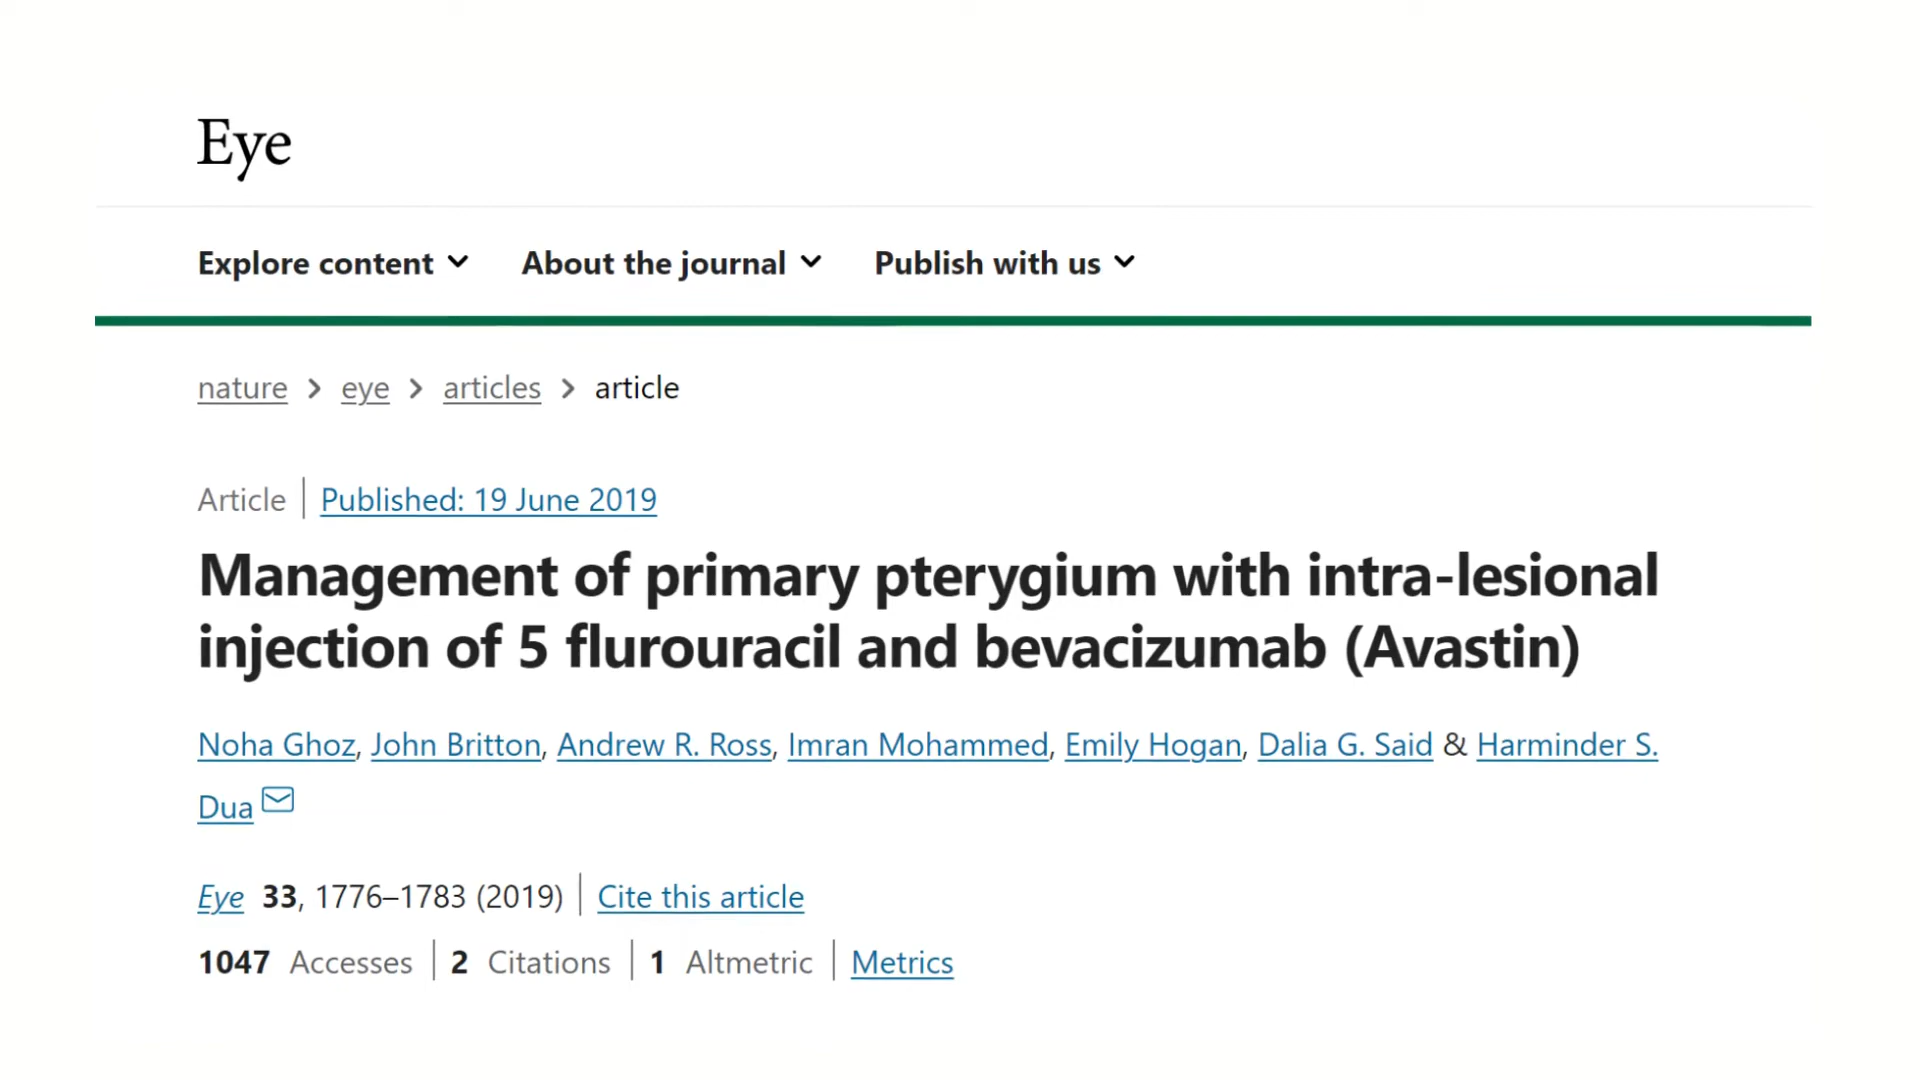 Eye
Explore content About the journal Publish with us
nature > eye > articles > article
Article | Published: 19 June 2019
Management of primary pterygium with intra-lesional
injection of 5 flurouracil and bevacizumab (Avastin)
Noha Ghoz, John Britton, Andrew R. Ross, Imran Mohammed, Emily Hogan, Dalia G. Said & Harminder S.
Dua
Eye 33, 1776–1783 (2019) | Cite this article
1047 Accesses | 2 Citations | 1 Altmetric | Metrics